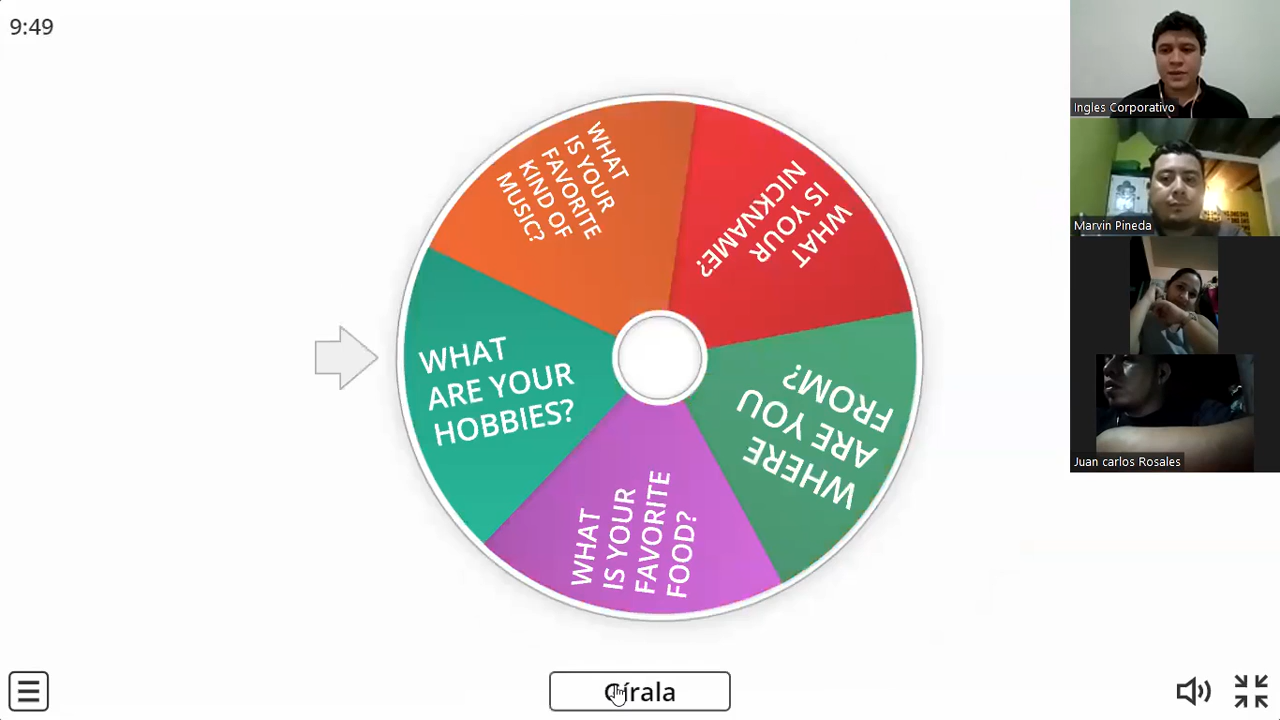 9:49
WHAT
IS YOUR
FAVORITE
KIND OF
MUSIC?
WHAT
IS YOUR
NICKNAME?
WHAT
ARE YOUR
HOBBIES?
WHERE
ARE YOU
FROM?
WHAT
IS YOUR
FAVORITE
FOOD?
Ingles Corporativo
Marvin Pineda
Juan carlos Rosales